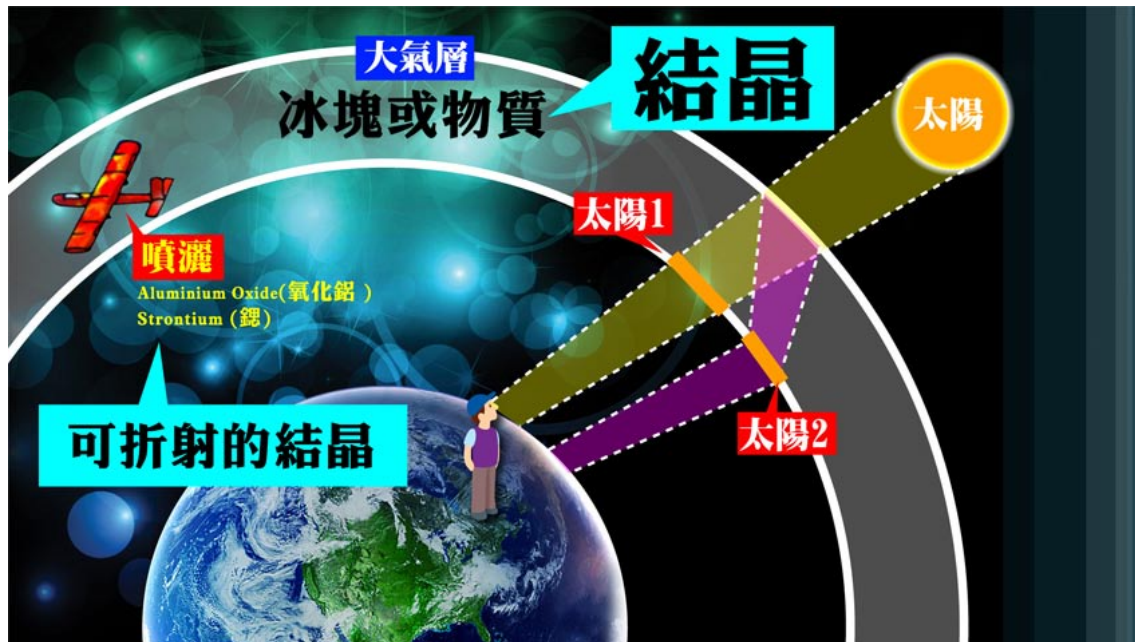 大氣層
冰塊或物質
結晶
太陽
太陽1
噴灑
Aluminium Oxide(氧化鋁 )
Strontium (鍶)
可折射的結晶
太陽2